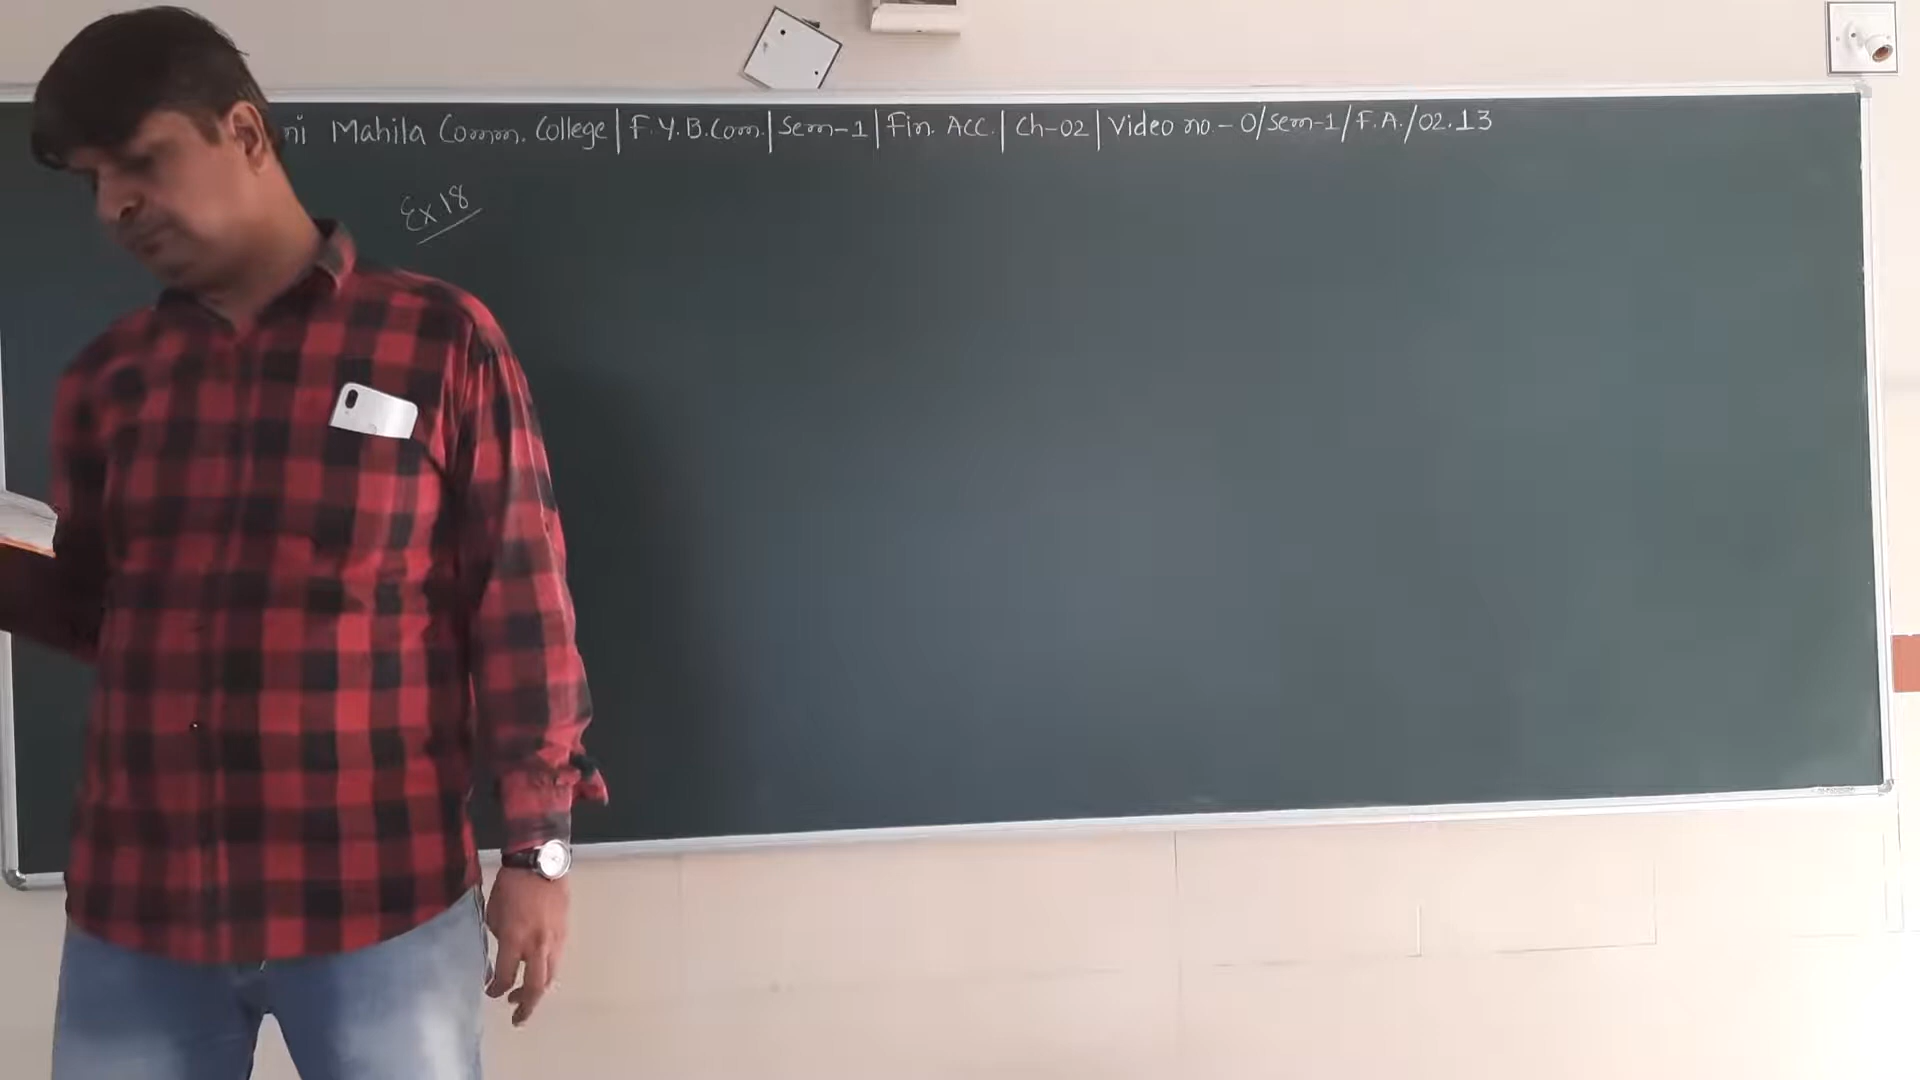 ni Mahila Comm. College | F.Y.B.Com. | Sem-1 | Fin. Acc. | Ch-02 | Video no.- 0/Sem-1/F.A./02.13
Ex 18